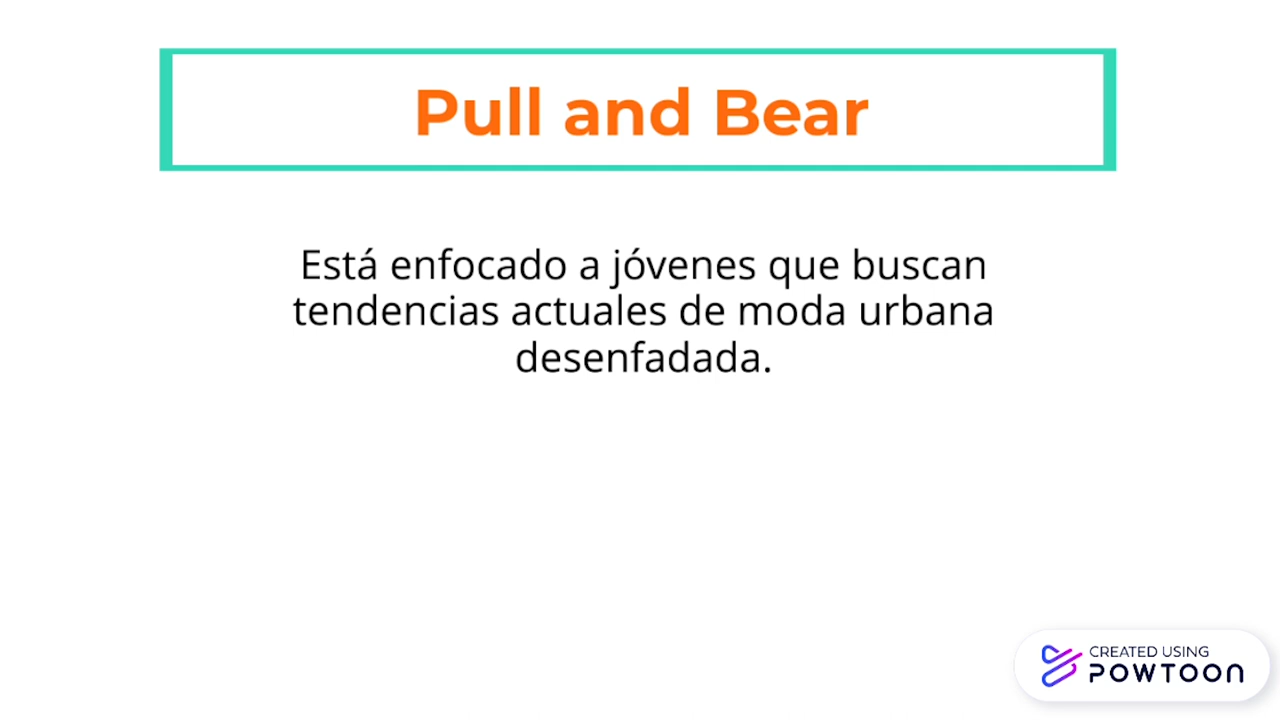 Pull and Bear
Está enfocado a jóvenes que buscan
tendencias actuales de moda urbana
desenfadada.
CREATED USING
POWTOON